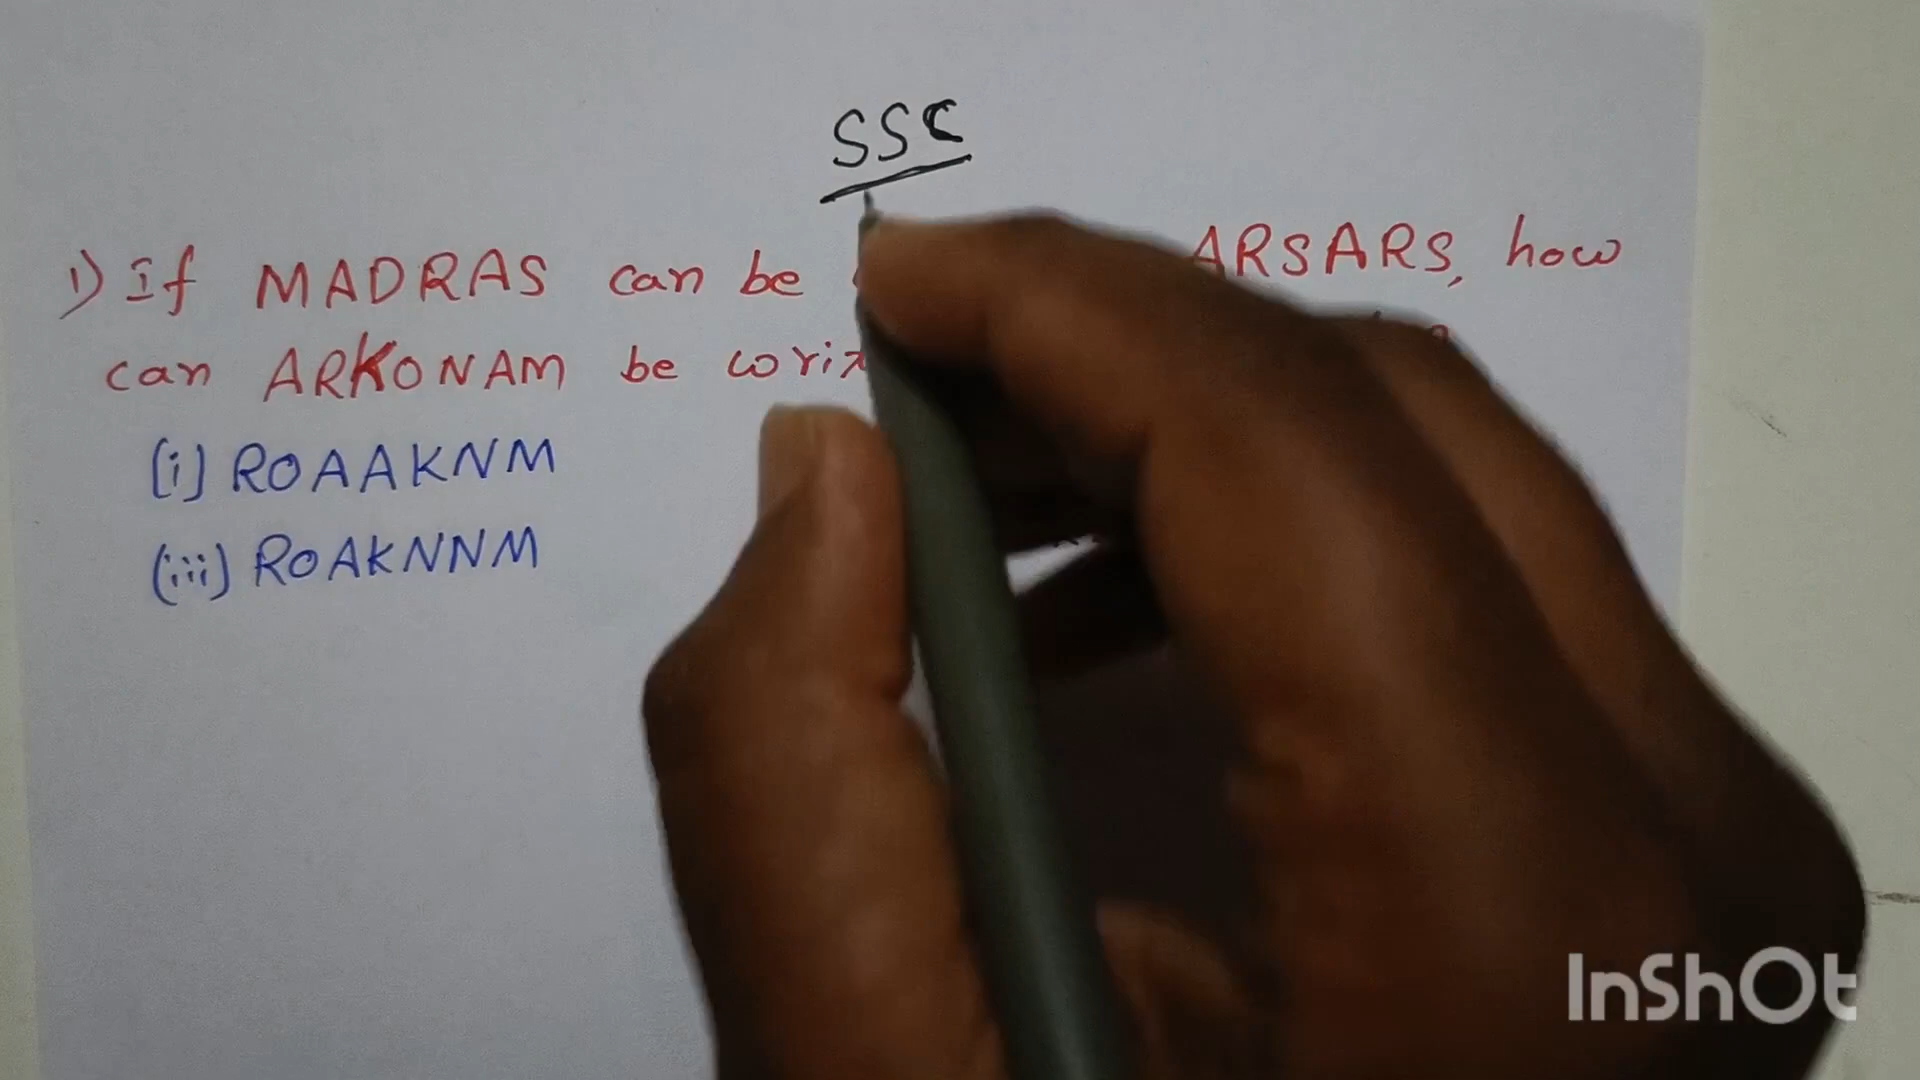 SSC
1) If MADRAS can be ARSARS, how
can ARKONAM be
(i) ROAAKNM
(iii) ROAKNNM
InShOt